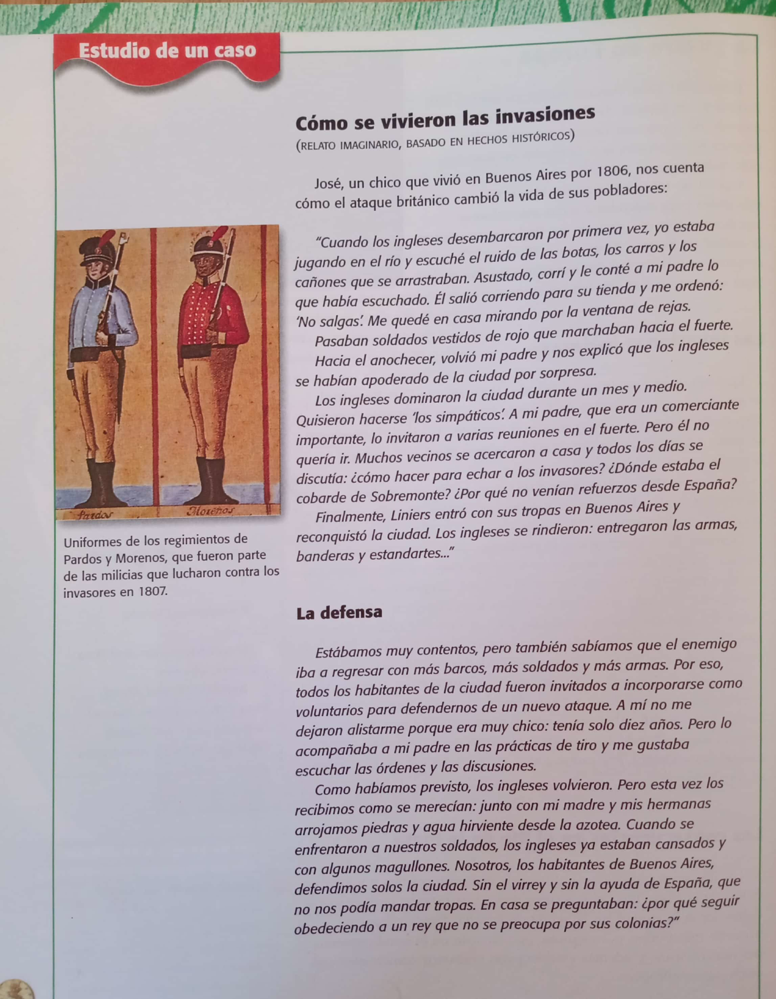 Estudio de un caso
Cómo se vivieron las invasiones
(RELATO IMAGINARIO, BASADO EN HECHOS HISTÓRICOS)
José, un chico que vivió en Buenos Aires por 1806, nos cuenta
cómo el ataque británico cambió la vida de sus pobladores:
“Cuando los ingleses desembarcaron por primera vez, yo estaba
jugando en el río y escuché el ruido de las botas, los carros y los
cañones que se arrastraban. Asustado, corrí y le conté a mi padre lo
que había escuchado. Él salió corriendo para su tienda y me ordenó:
‘No salgas’. Me quedé en casa mirando por la ventana de rejas.
Pasaban soldados vestidos de rojo que marchaban hacia el fuerte.
Hacia el anochecer, volvió mi padre y nos explicó que los ingleses
se habían apoderado de la ciudad por sorpresa.
Los ingleses dominaron la ciudad durante un mes y medio.
Quisieron hacerse ‘los simpáticos’. A mi padre, que era un comerciante
importante, lo invitaron a varias reuniones en el fuerte. Pero él no
quería ir. Muchos vecinos se acercaron a casa y todos los días se
discutía: ¿cómo hacer para echar a los invasores? ¿Dónde estaba el
cobarde de Sobremonte? ¿Por qué no venían refuerzos desde España?
Finalmente, Liniers entró con sus tropas en Buenos Aires y
reconquistó la ciudad. Los ingleses se rindieron: entregaron las armas,
banderas y estandartes...”
Pardos
Morenos
Uniformes de los regimientos de
Pardos y Morenos, que fueron parte
de las milicias que lucharon contra los
invasores en 1807.
La defensa
Estábamos muy contentos, pero también sabíamos que el enemigo
iba a regresar con más barcos, más soldados y más armas. Por eso,
todos los habitantes de la ciudad fueron invitados a incorporarse como
voluntarios para defendernos de un nuevo ataque. A mí no me
dejaron alistarme porque era muy chico: tenía solo diez años. Pero lo
acompañaba a mi padre en las prácticas de tiro y me gustaba
escuchar las órdenes y las discusiones.
Como habíamos previsto, los ingleses volvieron. Pero esta vez los
recibimos como se merecían: junto con mi madre y mis hermanas
arrojamos piedras y agua hirviente desde la azotea. Cuando se
enfrentaron a nuestros soldados, los ingleses ya estaban cansados y
con algunos magullones. Nosotros, los habitantes de Buenos Aires,
defendimos solos la ciudad. Sin el virrey y sin la ayuda de España, que
no nos podía mandar tropas. En casa se preguntaban: ¿por qué seguir
obedeciendo a un rey que no se preocupa por sus colonias?”